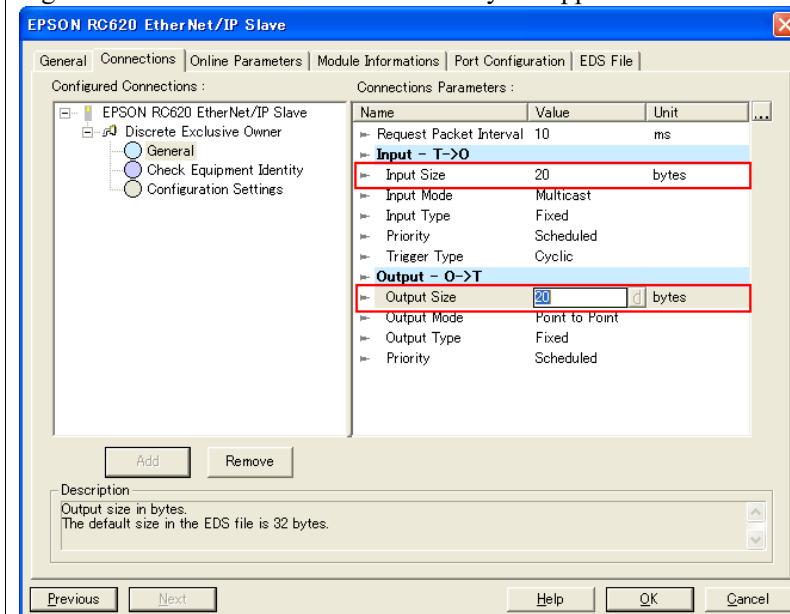 EPSON RC620 EtherNet/IP Slave
General Connections Online Parameters Module Informations Port Configuration EDS File
Configured Connections :
EPSON RC620 EtherNet/IP Slave
Discrete Exclusive Owner
General
Check Equipment Identity
Configuration Settings
Connections Parameters :
Name Value Unit ...
Request Packet Interval 10 ms
Input - T->O
Input Size 20 bytes
Input Mode Multicast
Input Type Fixed
Priority Scheduled
Trigger Type Cyclic
Output - O->T
Output Size 20 d bytes
Output Mode Point to Point
Output Type Fixed
Priority Scheduled
Add Remove
Description
Output size in bytes.
The default size in the EDS file is 32 bytes.
Previous Next Help OK Cancel